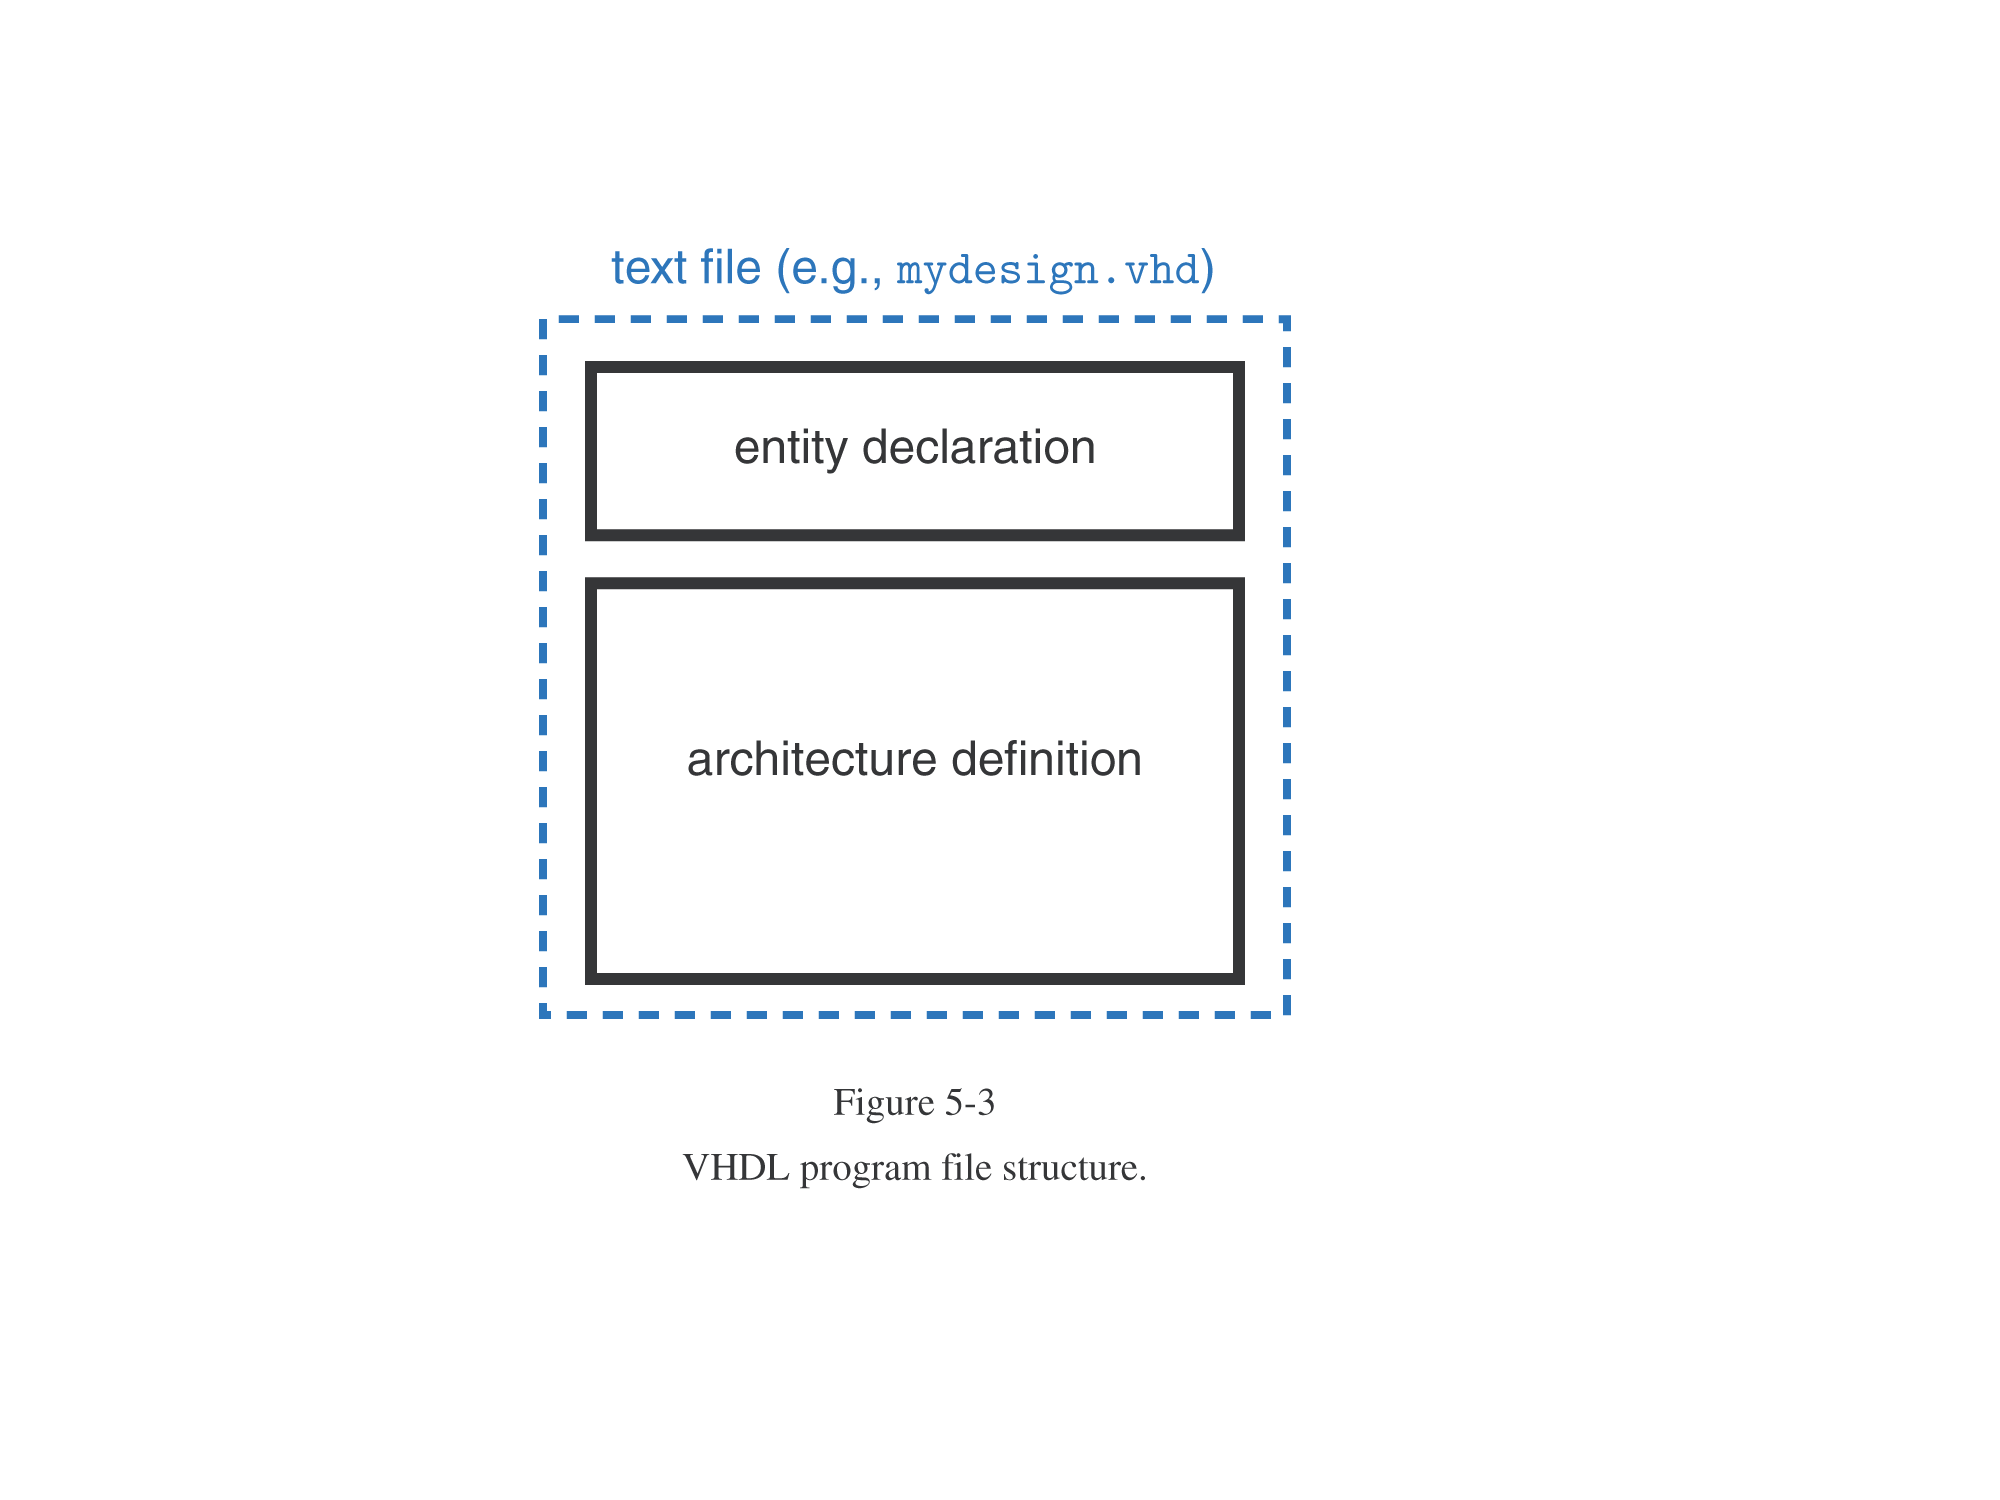 text file (e.g., mydesign.vhd)
entity declaration
architecture definition
Figure 5-3
VHDL program file structure.